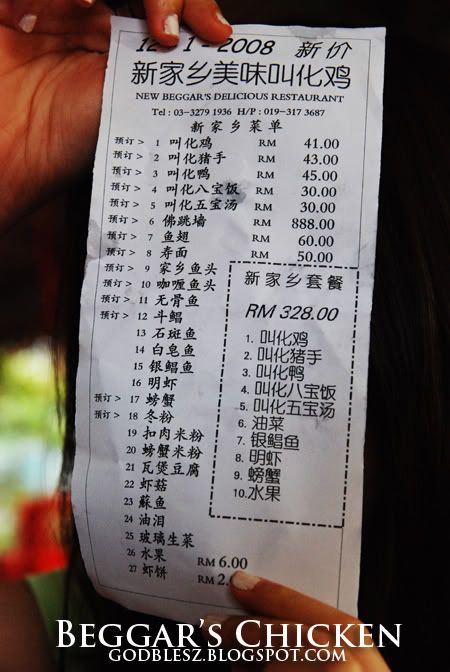 12-1-2008 新价
新家乡美味叫化鸡
NEW BEGGAR'S DELICIOUS RESTAURANT
Tel : 03-3279 1936 H/P : 019-317 3687
新家乡菜单
预订 > 1 叫化鸡 RM 41.00
预订 > 2 叫化猪手 RM 43.00
预订 > 3 叫化鸭 RM 45.00
预订 > 4 叫化八宝饭 RM 30.00
预订 > 5 叫化五宝汤 RM 30.00
预订 > 6 佛跳墙 RM 888.00
预订 > 7 鱼翅 RM 60.00
预订 > 8 寿面 RM 50.00
预订 > 9 家乡鱼头
预订 > 10 咖喱鱼头
预订 > 11 无骨鱼
预订 > 12 斗鲳
13 石斑鱼
14 白皂鱼
15 银鲳鱼
16 明虾
预订 > 17 螃蟹
预订 > 18 冬粉
19 扣肉米粉
20 螃蟹米粉
21 瓦煲豆腐
22 虾菇
23 蘇鱼
24 油泪
25 玻璃生菜
26 水果 RM 6.00
27 虾饼 RM 2.
新家乡套餐
RM 328.00
1. 叫化鸡
2. 叫化猪手
3. 叫化鸭
4. 叫化八宝饭
5. 叫化五宝汤
6. 油菜
7. 银鲳鱼
8. 明虾
9. 螃蟹
10. 水果
BEGGAR'S CHICKEN
GODBLESZ.BLOGSPOT.COM